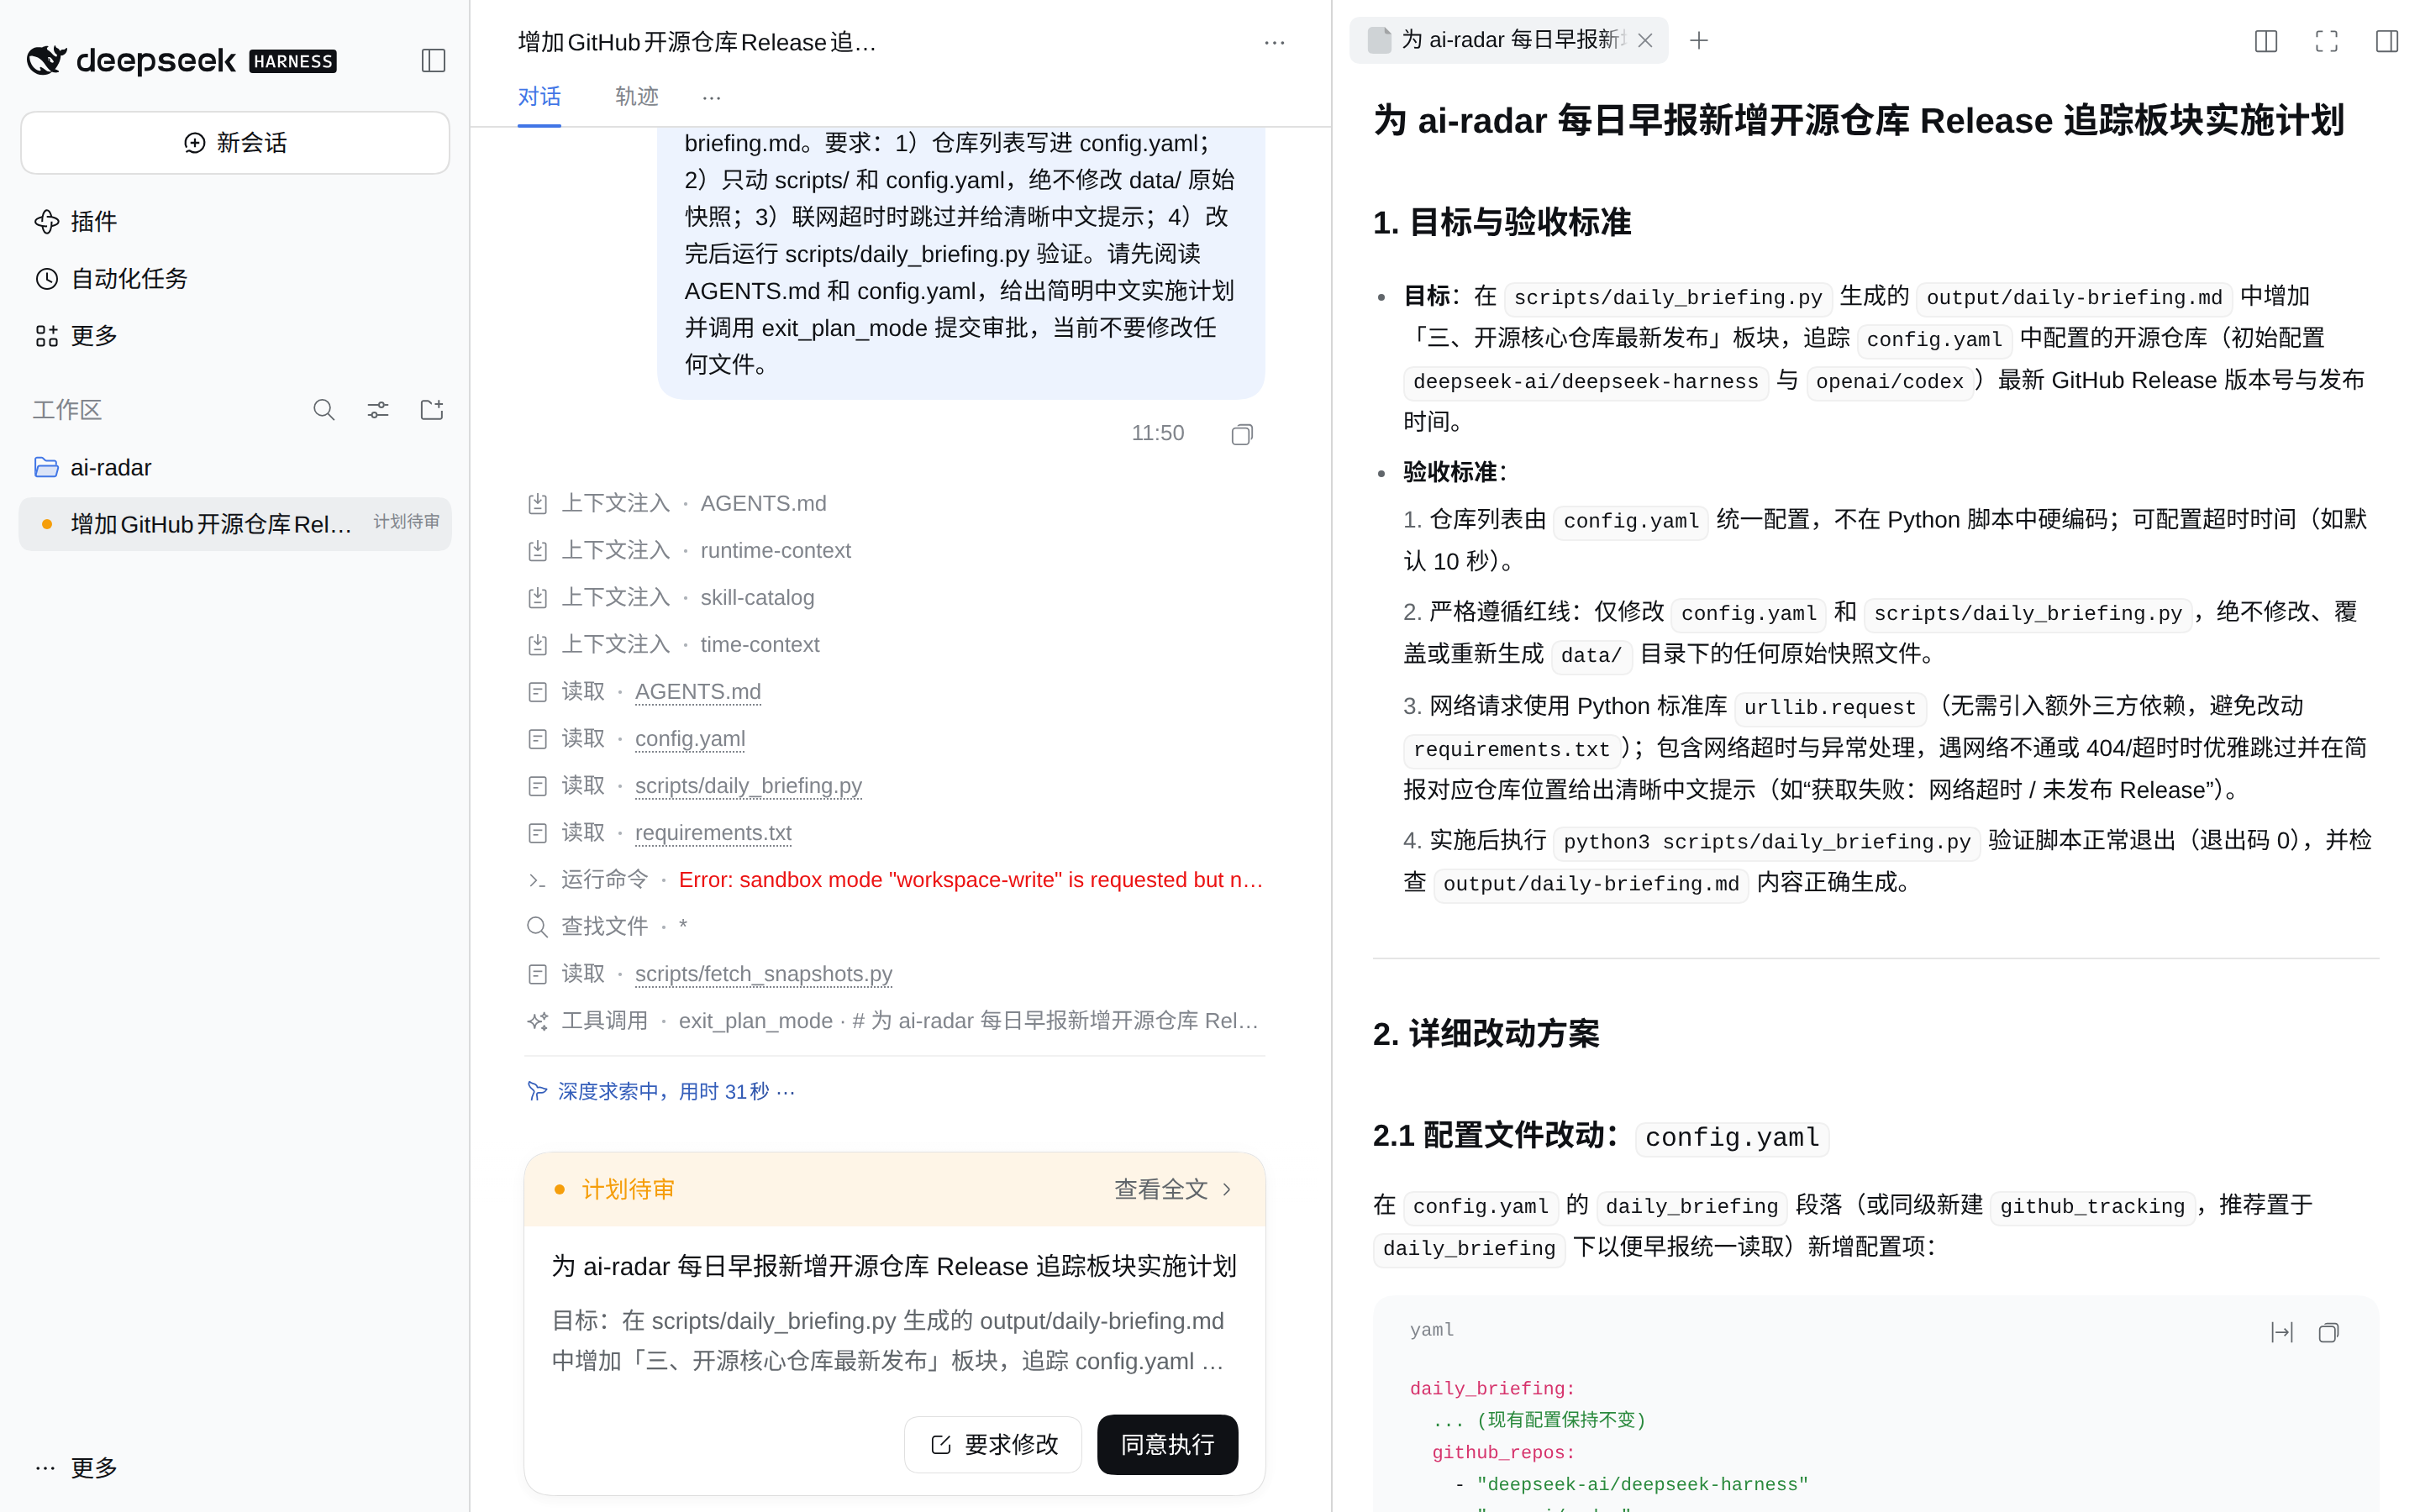 deepseek HARNESS
新会话
插件
自动化任务
更多
工作区
ai-radar
增加 GitHub 开源仓库 Rel… 计划待审
… 更多
增加 GitHub 开源仓库 Release 追…
对话 轨迹 …
briefing.md。要求：1）仓库列表写进 config.yaml；
2）只动 scripts/ 和 config.yaml，绝不修改 data/ 原始
快照；3）联网超时时跳过并给清晰中文提示；4）改
完后运行 scripts/daily_briefing.py 验证。请先阅读
AGENTS.md 和 config.yaml，给出简明中文实施计划
并调用 exit_plan_mode 提交审批，当前不要修改任
何文件。
11:50
上下文注入 · AGENTS.md
上下文注入 · runtime-context
上下文注入 · skill-catalog
上下文注入 · time-context
读取 · AGENTS.md
读取 · config.yaml
读取 · scripts/daily_briefing.py
读取 · requirements.txt
运行命令 · Error: sandbox mode "workspace-write" is requested but n…
查找文件 · *
读取 · scripts/fetch_snapshots.py
工具调用 · exit_plan_mode · # 为 ai-radar 每日早报新增开源仓库 Rel…
深度求索中，用时 31秒 …
计划待审 查看全文
为 ai-radar 每日早报新增开源仓库 Release 追踪板块实施计划
目标：在 scripts/daily_briefing.py 生成的 output/daily-briefing.md
中增加「三、开源核心仓库最新发布」板块，追踪 config.yaml …
要求修改 同意执行
为 ai-radar 每日早报新
为 ai-radar 每日早报新增开源仓库 Release 追踪板块实施计划
1. 目标与验收标准
• 目标：在 scripts/daily_briefing.py 生成的 output/daily-briefing.md 中增加
「三、开源核心仓库最新发布」板块，追踪 config.yaml 中配置的开源仓库（初始配置
deepseek-ai/deepseek-harness 与 openai/codex）最新 GitHub Release 版本号与发布
时间。
• 验收标准：
1. 仓库列表由 config.yaml 统一配置，不在 Python 脚本中硬编码；可配置超时时间（如默
认 10 秒）。
2. 严格遵循红线：仅修改 config.yaml 和 scripts/daily_briefing.py，绝不修改、覆
盖或重新生成 data/ 目录下的任何原始快照文件。
3. 网络请求使用 Python 标准库 urllib.request（无需引入额外三方依赖，避免改动
requirements.txt）；包含网络超时与异常处理，遇网络不通或 404/超时时优雅跳过并在简
报对应仓库位置给出清晰中文提示（如“获取失败：网络超时 / 未发布 Release”）。
4. 实施后执行 python3 scripts/daily_briefing.py 验证脚本正常退出（退出码 0），并检
查 output/daily-briefing.md 内容正确生成。
2. 详细改动方案
2.1 配置文件改动：config.yaml
在 config.yaml 的 daily_briefing 段落（或同级新建 github_tracking，推荐置于
daily_briefing 下以便早报统一读取）新增配置项：
yaml
daily_briefing:
... (现有配置保持不变)
github_repos:
- "deepseek-ai/deepseek-harness"